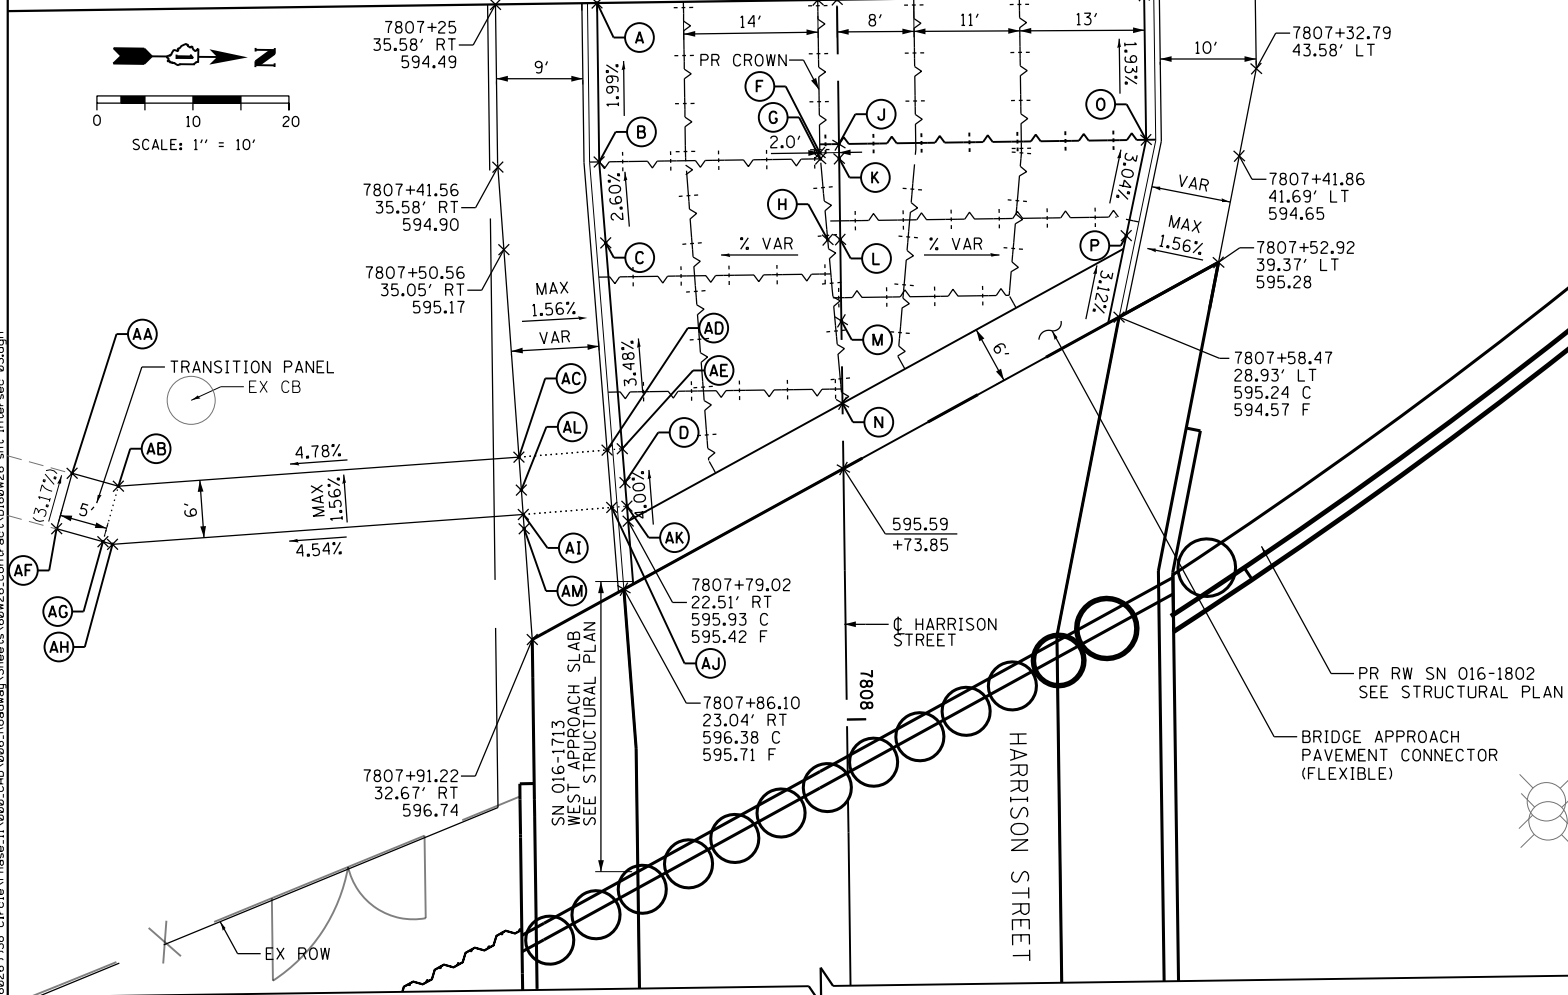 7807+25
35.58' RT
594.49
N
0 10 20
SCALE: 1" = 10'
9'
A
1.99%
14'
8'
11'
13'
1.93%
10'
7807+32.79
43.58' LT
PR CROWN
F
G
2.0'
J
K
O
B
2.60%
H
L
C
% VAR
% VAR
P
3.04%
VAR
MAX
1.56%
3.12%
7807+41.86
41.69' LT
594.65
7807+52.92
39.37' LT
595.28
7807+41.56
35.58' RT
594.90
7807+50.56
35.05' RT
595.17
MAX
1.56%
VAR
AD
AE
3.48%
M
6'
7807+58.47
28.93' LT
595.24 C
594.57 F
AA
TRANSITION PANEL
EX CB
AC
AL
AB
D
N
4.78%
(3.17%)
5'
6'
MAX
1.56%
4.00%
4.54%
AF
AG
AH
AI
AM
AK
AJ
595.59
+73.85
7807+79.02
22.51' RT
595.93 C
595.42 F
7807+86.10
23.04' RT
596.38 C
595.71 F
℄ HARRISON
STREET
7808
HARRISON STREET
SN 016-1713
WEST APPROACH SLAB
SEE STRUCTURAL PLAN
7807+91.22
32.67' RT
596.74
PR RW SN 016-1802
SEE STRUCTURAL PLAN
BRIDGE APPROACH
PAVEMENT CONNECTOR
(FLEXIBLE)
EX ROW